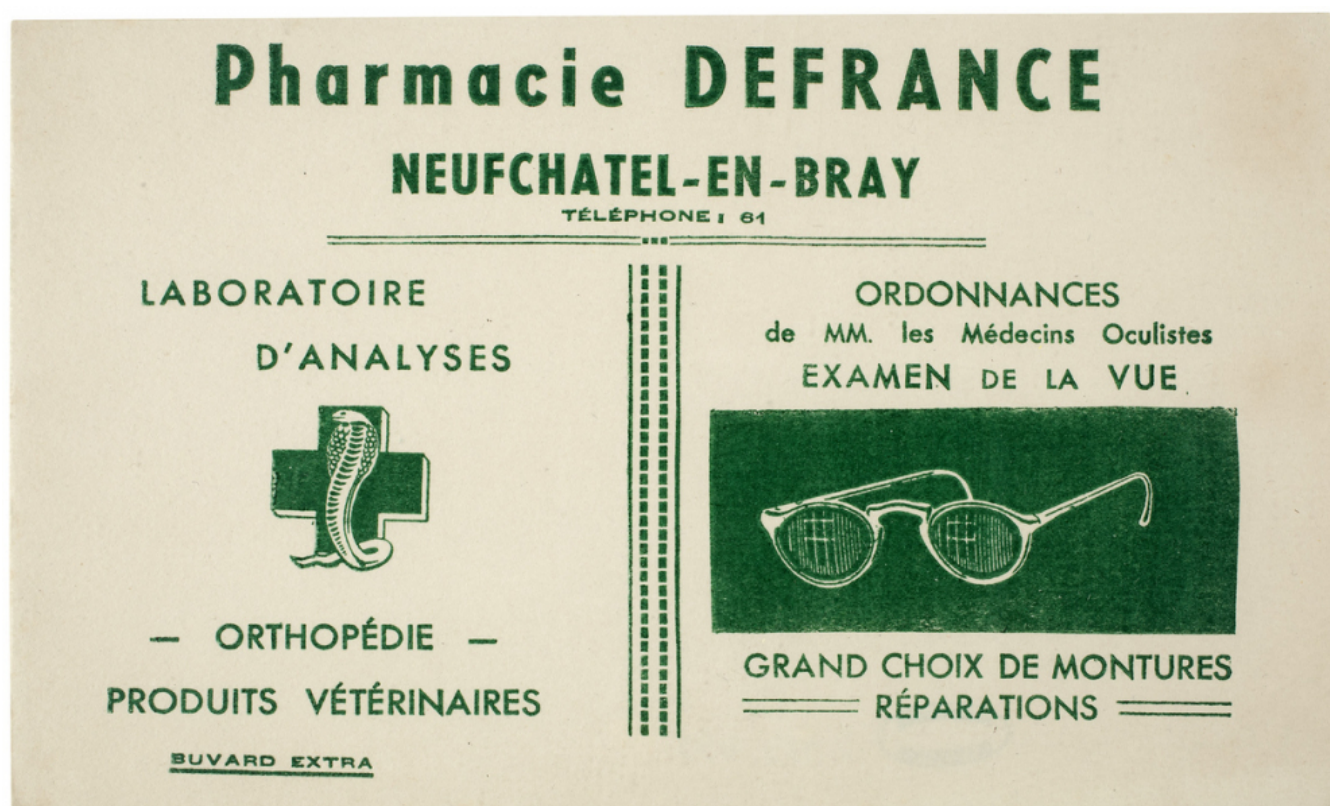 Pharmacie DEFRANCE
NEUFCHATEL-EN-BRAY
TÉLÉPHONE : 61
LABORATOIRE
D'ANALYSES
— ORTHOPÉDIE —
PRODUITS VÉTÉRINAIRES
BUVARD EXTRA
ORDONNANCES
de MM. les Médecins Oculistes
EXAMEN DE LA VUE
GRAND CHOIX DE MONTURES
RÉPARATIONS